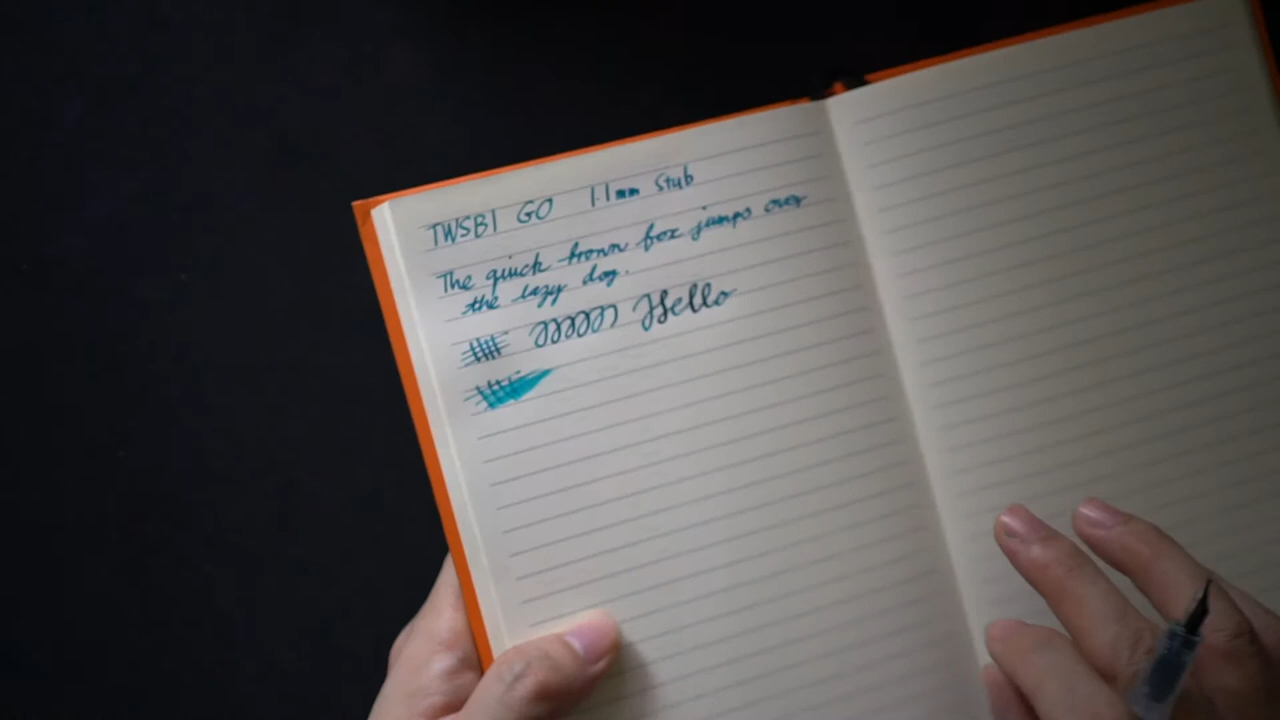 TWSBI GO 1.1mm Stub
The quick brown fox jumps over
the lazy dog.
Hello